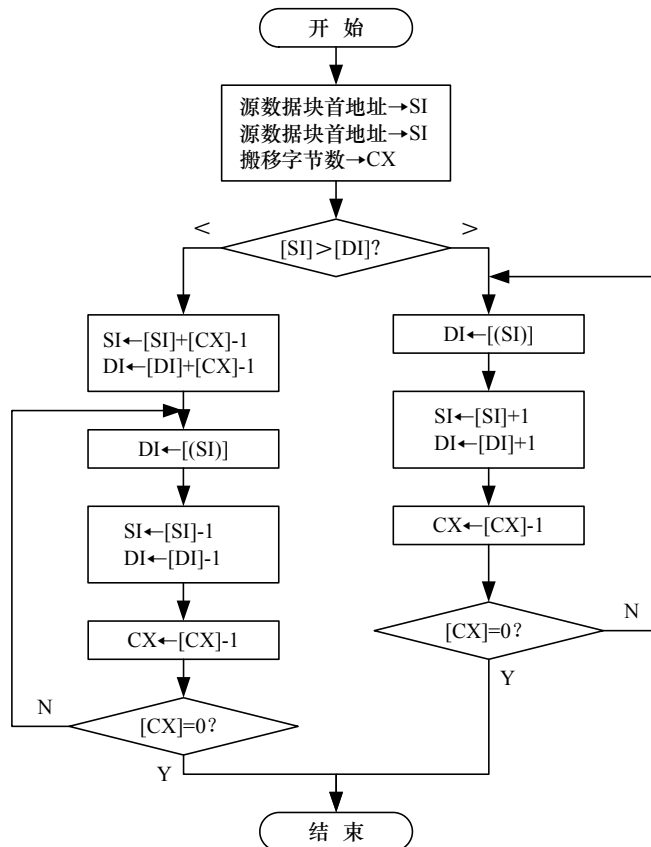 开 始
源数据块首地址→SI
源数据块首地址→SI
搬移字节数→CX
<
>
[SI]>[DI]?
SI←[SI]+[CX]-1
DI←[DI]+[CX]-1
DI←[(SI)]
SI←[SI]-1
DI←[DI]-1
CX←[CX]-1
N
[CX]=0?
Y
DI←[(SI)]
SI←[SI]+1
DI←[DI]+1
CX←[CX]-1
N
[CX]=0?
Y
结 束